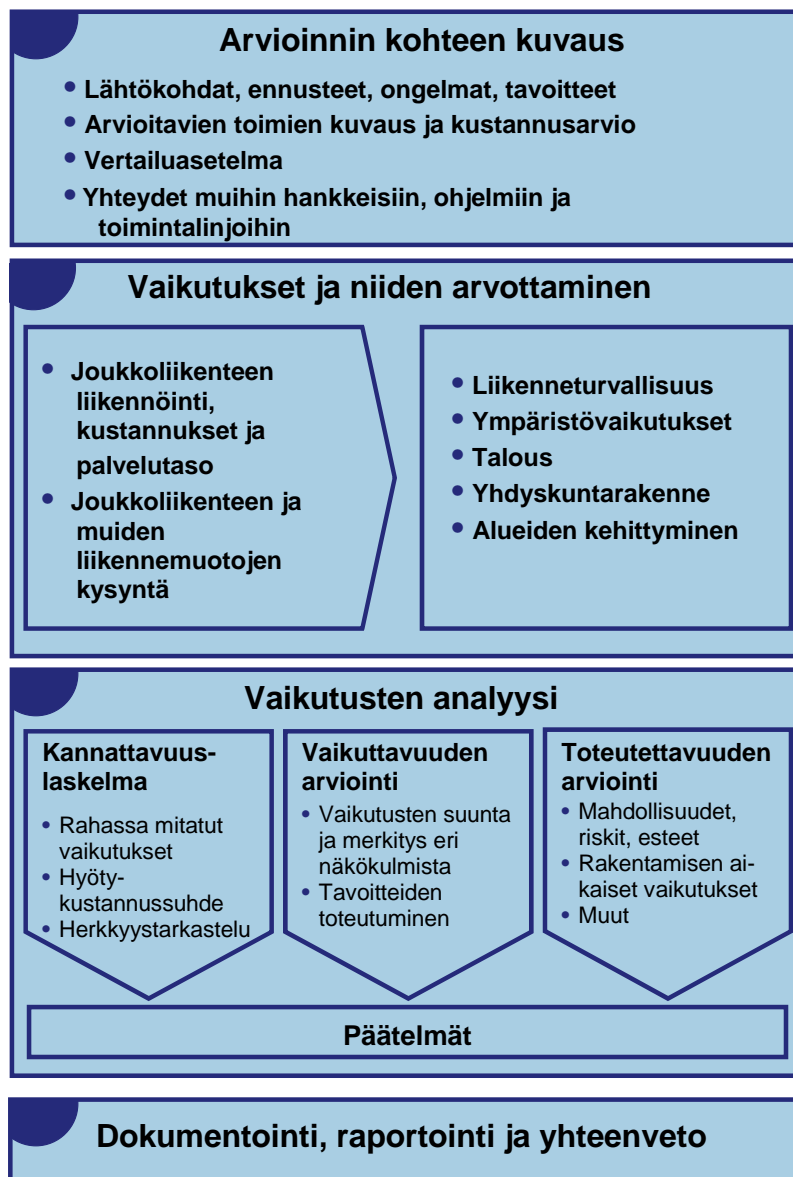 Arvioinnin kohteen kuvaus
• Lähtökohdat, ennusteet, ongelmat, tavoitteet
• Arvioitavien toimien kuvaus ja kustannusarvio
• Vertailuasetelma
• Yhteydet muihin hankkeisiin, ohjelmiin ja
toimintalinjoihin
Vaikutukset ja niiden arvottaminen
• Joukkoliikenteen
liikennöinti,
kustannukset ja
palvelutaso
• Joukkoliikenteen ja
muiden
liikennemuotojen
kysyntä
• Liikenneturvallisuus
• Ympäristövaikutukset
• Talous
• Yhdyskuntarakenne
• Alueiden kehittyminen
Vaikutusten analyysi
Kannattavuus-
laskelma
• Rahassa mitatut
vaikutukset
• Hyöty-
kustannussuhde
• Herkkyystarkastelu
Vaikuttavuuden
arviointi
• Vaikutusten suunta
ja merkitys eri
näkökulmista
• Tavoitteiden
toteutuminen
Toteutettavuuden
arviointi
• Mahdollisuudet,
riskit, esteet
• Rakentamisen ai-
kaiset vaikutukset
• Muut
Päätelmät
Dokumentointi, raportointi ja yhteenveto